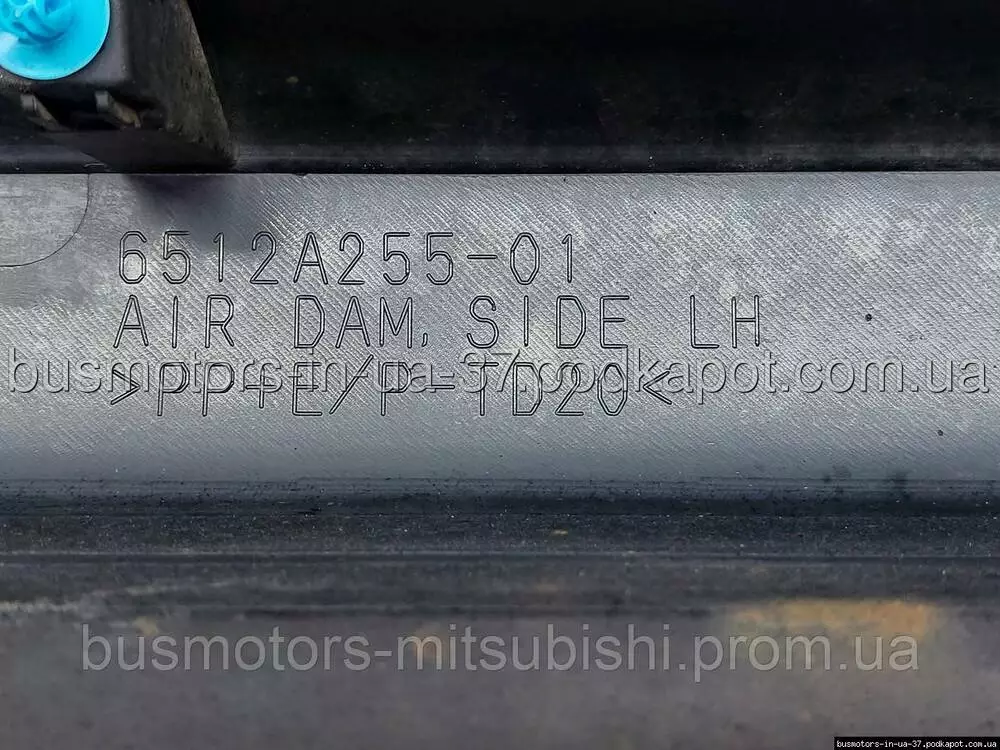 6512A255-01
AIR DAM, SIDE LH
busmotors-in-ua-37.podkapot.com.ua
>PP+E/P-TD20<
busmotors-mitsubishi.prom.ua
busmotors-in-ua-37.podkapot.com.ua